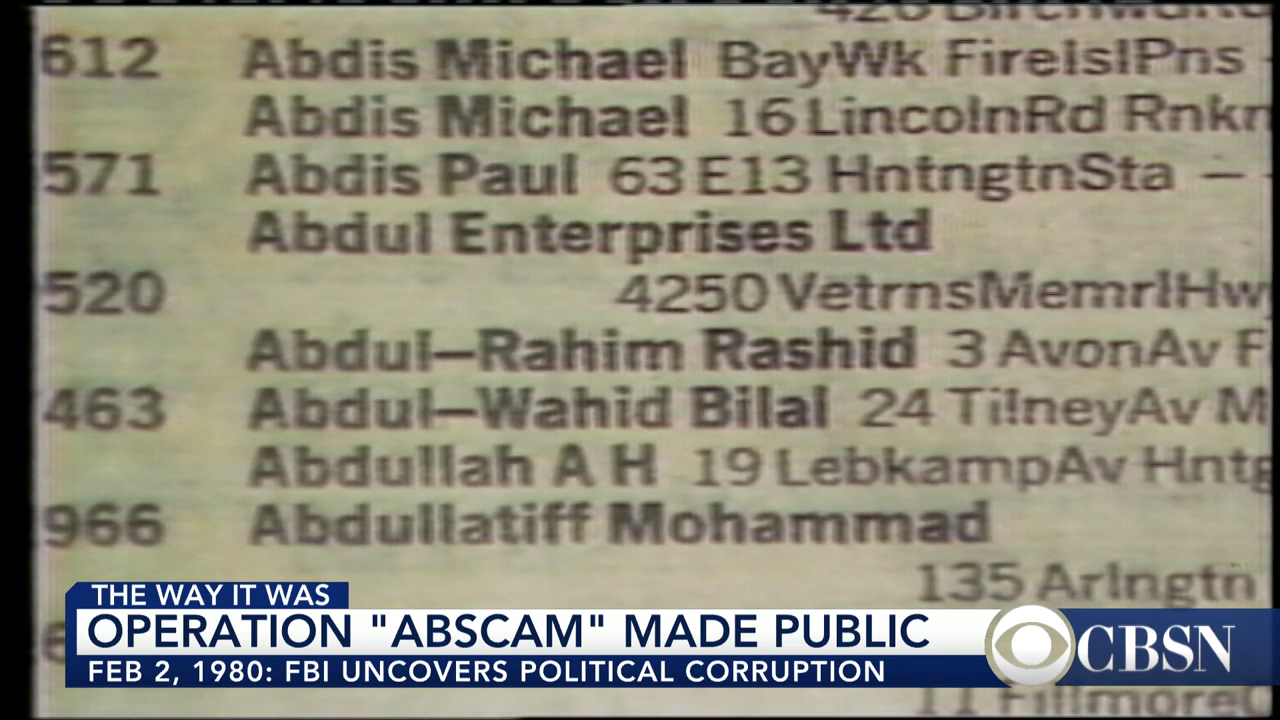 612 Abdis Michael BayWk FireIslPns
Abdis Michael 16 LincolnRd Rnkn
571 Abdis Paul 63 E13 HntngtnSta — -
Abdul Enterprises Ltd
520 4250 VetrnsMemrlHw
Abdul—Rahim Rashid 3 AvonAv F
463 Abdul—Wahid Bilal 24 TilneyAv M
Abdullah A H 19 LebkampAv Hntg
966 Abdullatiff Mohammad
135 Arlngtn
THE WAY IT WAS
OPERATION "ABSCAM" MADE PUBLIC
FEB 2, 1980: FBI UNCOVERS POLITICAL CORRUPTION
CBSN